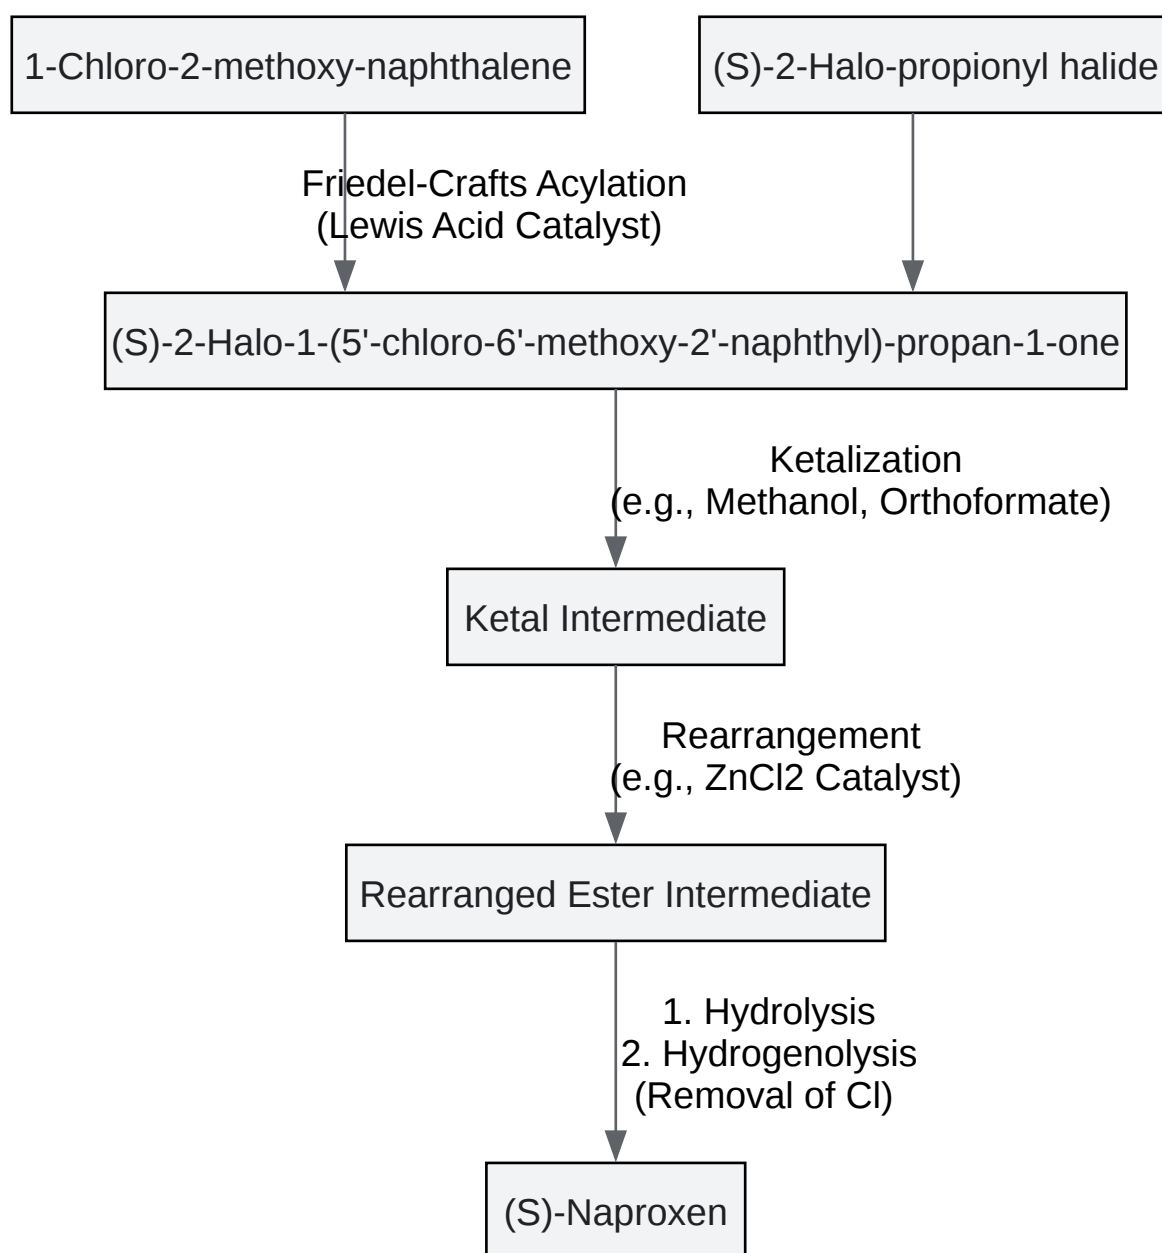 1-Chloro-2-methoxy-naphthalene
(S)-2-Halo-propionyl halide
Friedel-Crafts Acylation
(Lewis Acid Catalyst)
(S)-2-Halo-1-(5'-chloro-6'-methoxy-2'-naphthyl)-propan-1-one
Ketalization
(e.g., Methanol, Orthoformate)
Ketal Intermediate
Rearrangement
(e.g., ZnCl2 Catalyst)
Rearranged Ester Intermediate
1. Hydrolysis
2. Hydrogenolysis
(Removal of Cl)
(S)-Naproxen